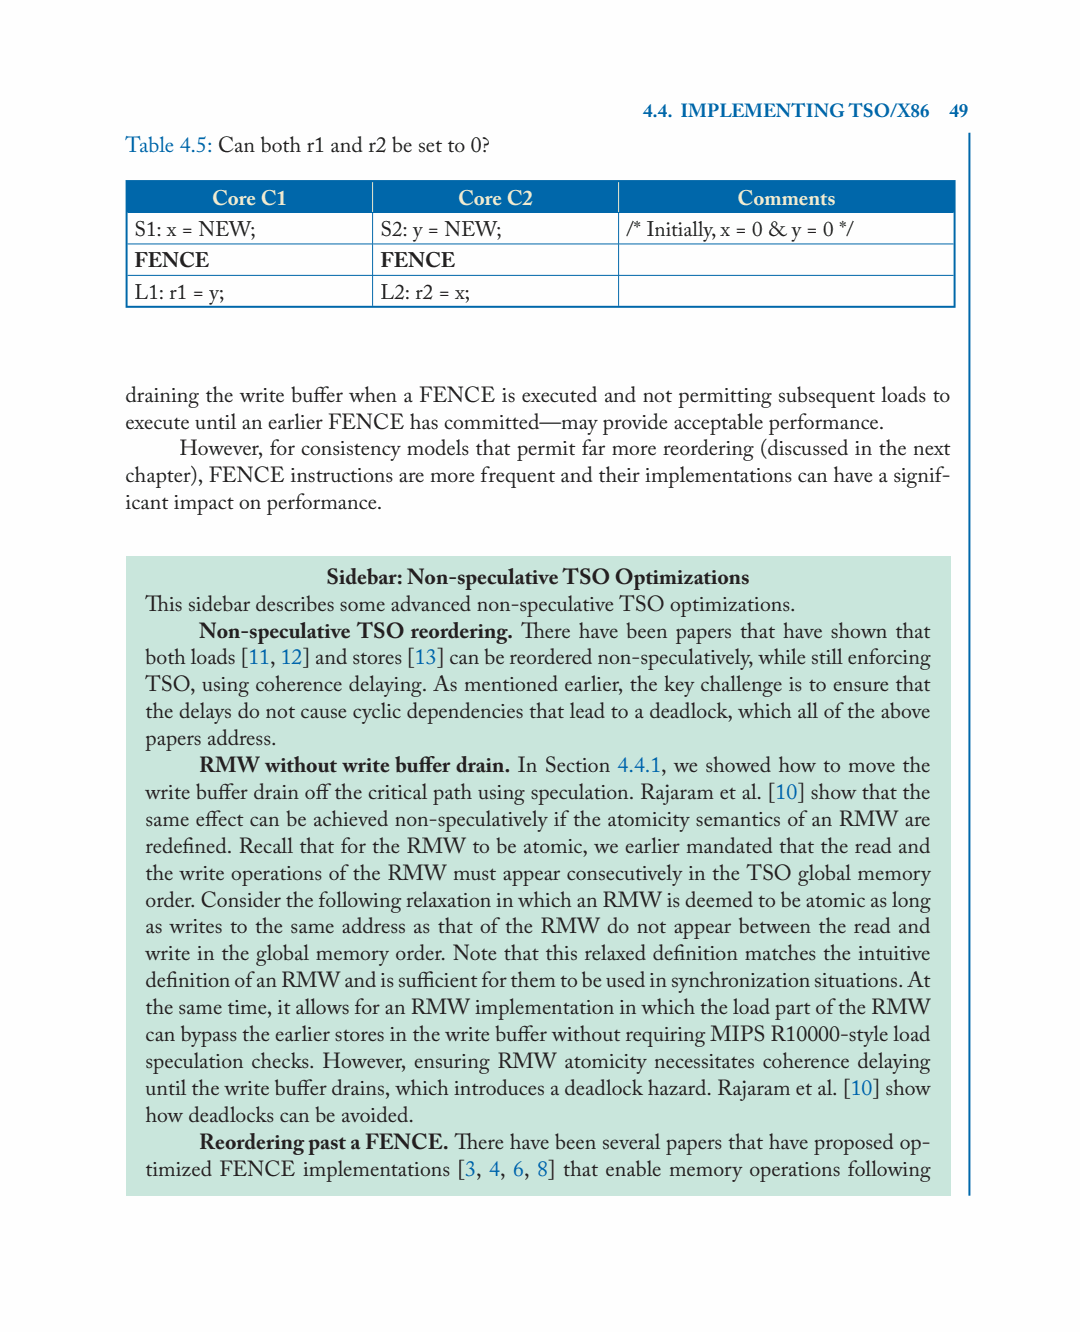 4.4. IMPLEMENTING TSO/X86 49
Table 4.5: Can both r1 and r2 be set to 0?
Core C1 Core C2 Comments
S1: x = NEW; S2: y = NEW; /* Initially, x = 0 & y = 0 */
FENCE FENCE
L1: r1 = y; L2: r2 = x;
draining the write buffer when a FENCE is executed and not permitting subsequent loads to
execute until an earlier FENCE has committed—may provide acceptable performance.
However, for consistency models that permit far more reordering (discussed in the next
chapter), FENCE instructions are more frequent and their implementations can have a signif-
icant impact on performance.
Sidebar: Non-speculative TSO Optimizations
This sidebar describes some advanced non-speculative TSO optimizations.
Non-speculative TSO reordering. There have been papers that have shown that
both loads [11, 12] and stores [13] can be reordered non-speculatively, while still enforcing
TSO, using coherence delaying. As mentioned earlier, the key challenge is to ensure that
the delays do not cause cyclic dependencies that lead to a deadlock, which all of the above
papers address.
RMW without write buffer drain. In Section 4.4.1, we showed how to move the
write buffer drain off the critical path using speculation. Rajaram et al. [10] show that the
same effect can be achieved non-speculatively if the atomicity semantics of an RMW are
redefined. Recall that for the RMW to be atomic, we earlier mandated that the read and
the write operations of the RMW must appear consecutively in the TSO global memory
order. Consider the following relaxation in which an RMW is deemed to be atomic as long
as writes to the same address as that of the RMW do not appear between the read and
write in the global memory order. Note that this relaxed definition matches the intuitive
definition of an RMW and is sufficient for them to be used in synchronization situations. At
the same time, it allows for an RMW implementation in which the load part of the RMW
can bypass the earlier stores in the write buffer without requiring MIPS R10000-style load
speculation checks. However, ensuring RMW atomicity necessitates coherence delaying
until the write buffer drains, which introduces a deadlock hazard. Rajaram et al. [10] show
how deadlocks can be avoided.
Reordering past a FENCE. There have been several papers that have proposed op-
timized FENCE implementations [3, 4, 6, 8] that enable memory operations following